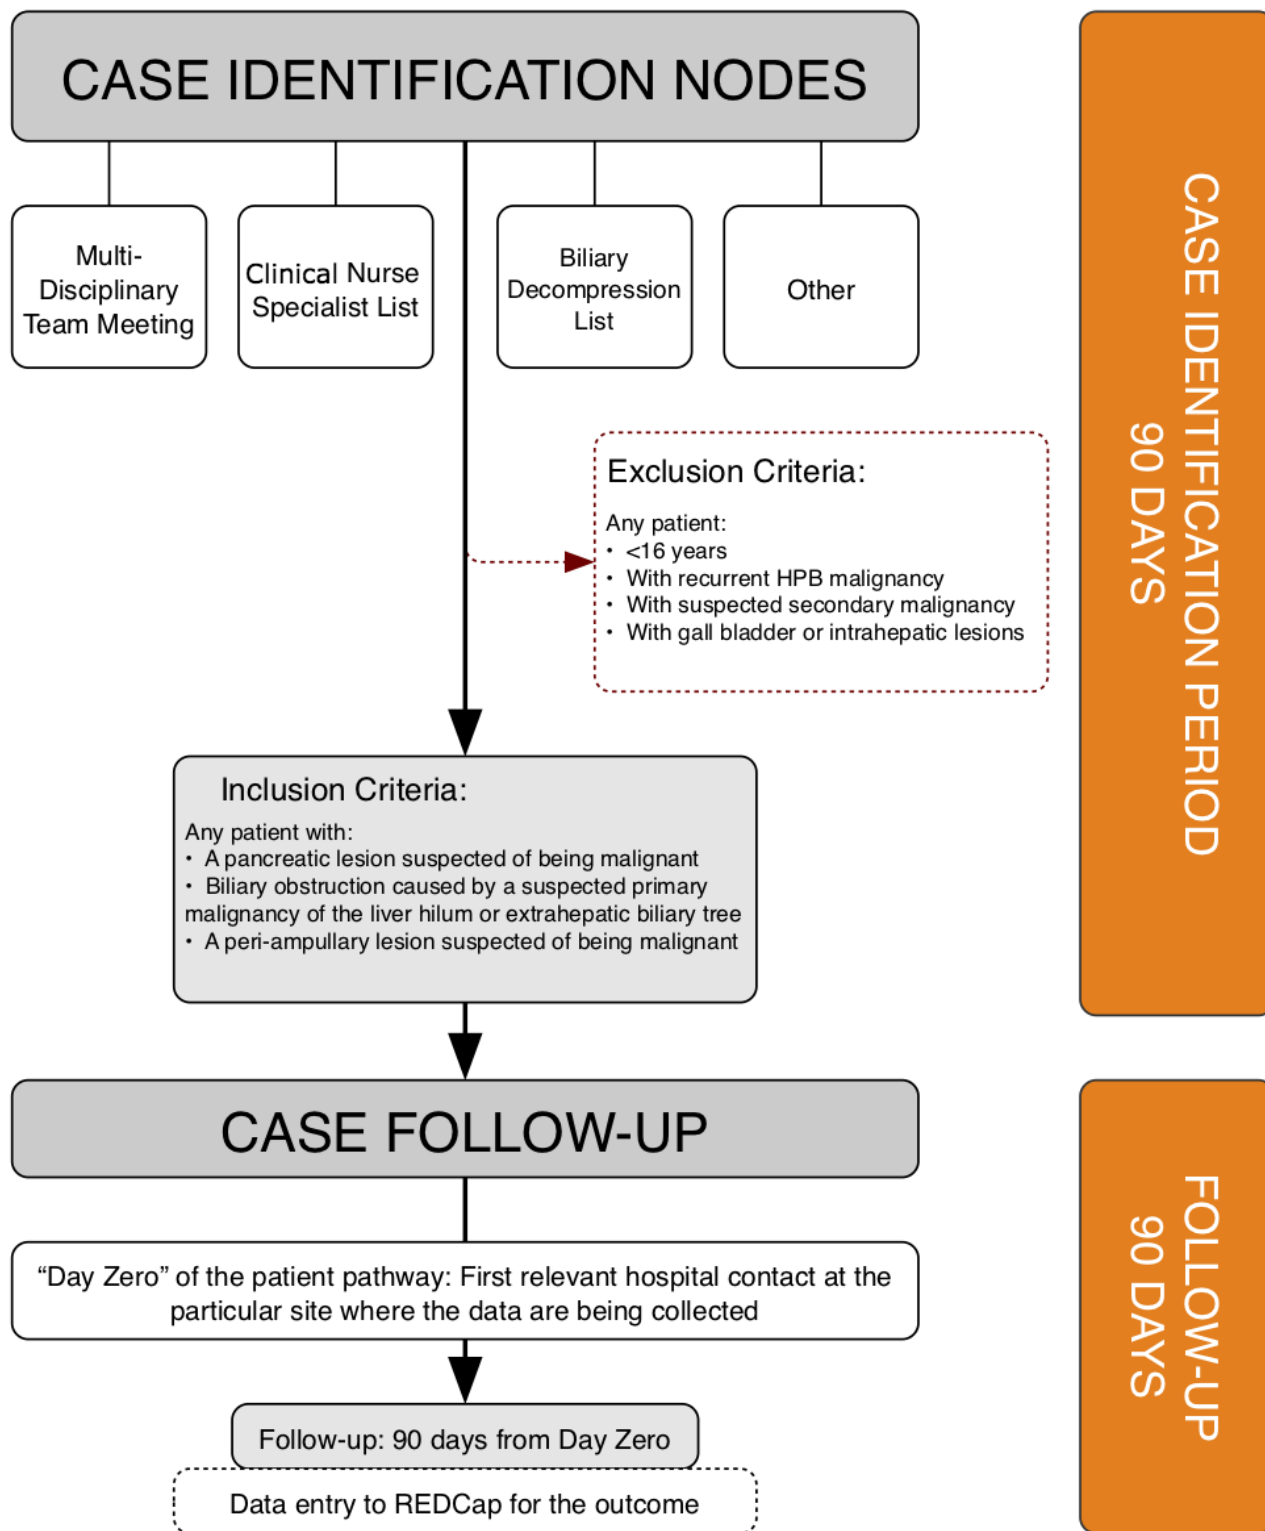 CASE IDENTIFICATION NODES
Multi-
Disciplinary
Team Meeting
Clinical Nurse
Specialist List
Biliary
Decompression
List
Other
Exclusion Criteria:
Any patient:
• <16 years
• With recurrent HPB malignancy
• With suspected secondary malignancy
• With gall bladder or intrahepatic lesions
Inclusion Criteria:
Any patient with:
• A pancreatic lesion suspected of being malignant
• Biliary obstruction caused by a suspected primary
malignancy of the liver hilum or extrahepatic biliary tree
• A peri-ampullary lesion suspected of being malignant
CASE IDENTIFICATION PERIOD
90 DAYS
CASE FOLLOW-UP
“Day Zero” of the patient pathway: First relevant hospital contact at the
particular site where the data are being collected
Follow-up: 90 days from Day Zero
Data entry to REDCap for the outcome
FOLLOW-UP
90 DAYS